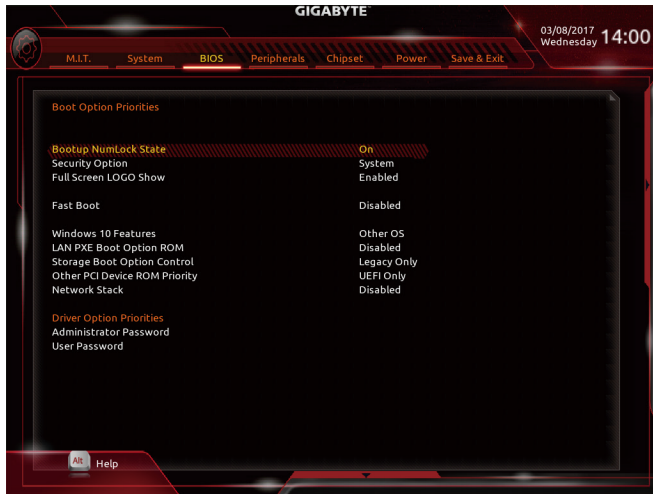 GIGABYTE™
03/08/2017
Wednesday 14:00
M.I.T. System BIOS Peripherals Chipset Power Save & Exit
Boot Option Priorities
Bootup NumLock State On
Security Option System
Full Screen LOGO Show Enabled
Fast Boot Disabled
Windows 10 Features Other OS
LAN PXE Boot Option ROM Disabled
Storage Boot Option Control Legacy Only
Other PCI Device ROM Priority UEFI Only
Network Stack Disabled
Driver Option Priorities
Administrator Password
User Password
Alt Help